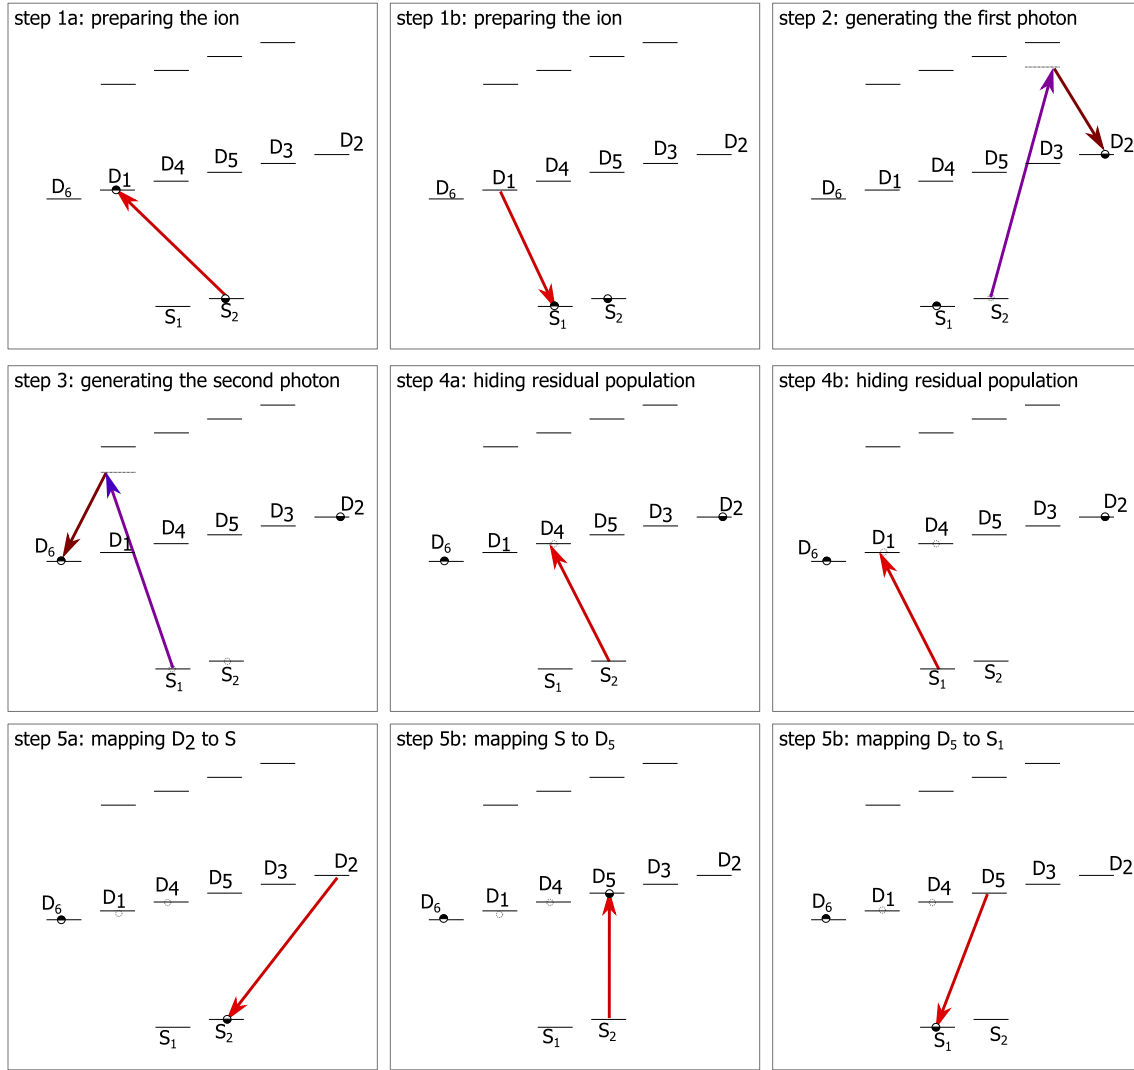 step 1a: preparing the ion
D₆ D1 D4 D5 D3 D2
S₁ S₂
step 1b: preparing the ion
D₆ D1 D4 D5 D3 D2
S₁ S₂
step 2: generating the first photon
D₆ D1 D4 D5 D3 D2
S₁ S₂
step 3: generating the second photon
D₆ D1 D4 D5 D3 D2
S₁ S₂
step 4a: hiding residual population
D₆ D1 D4 D5 D3 D2
S₁ S₂
step 4b: hiding residual population
D₆ D1 D4 D5 D3 D2
S₁ S₂
step 5a: mapping D₂ to S
D₆ D1 D4 D5 D3 D2
S₁ S₂
step 5b: mapping S to D₅
D₆ D1 D4 D5 D3 D2
S₁ S₂
step 5b: mapping D₅ to S₁
D₆ D1 D4 D5 D3 D2
S₁ S₂